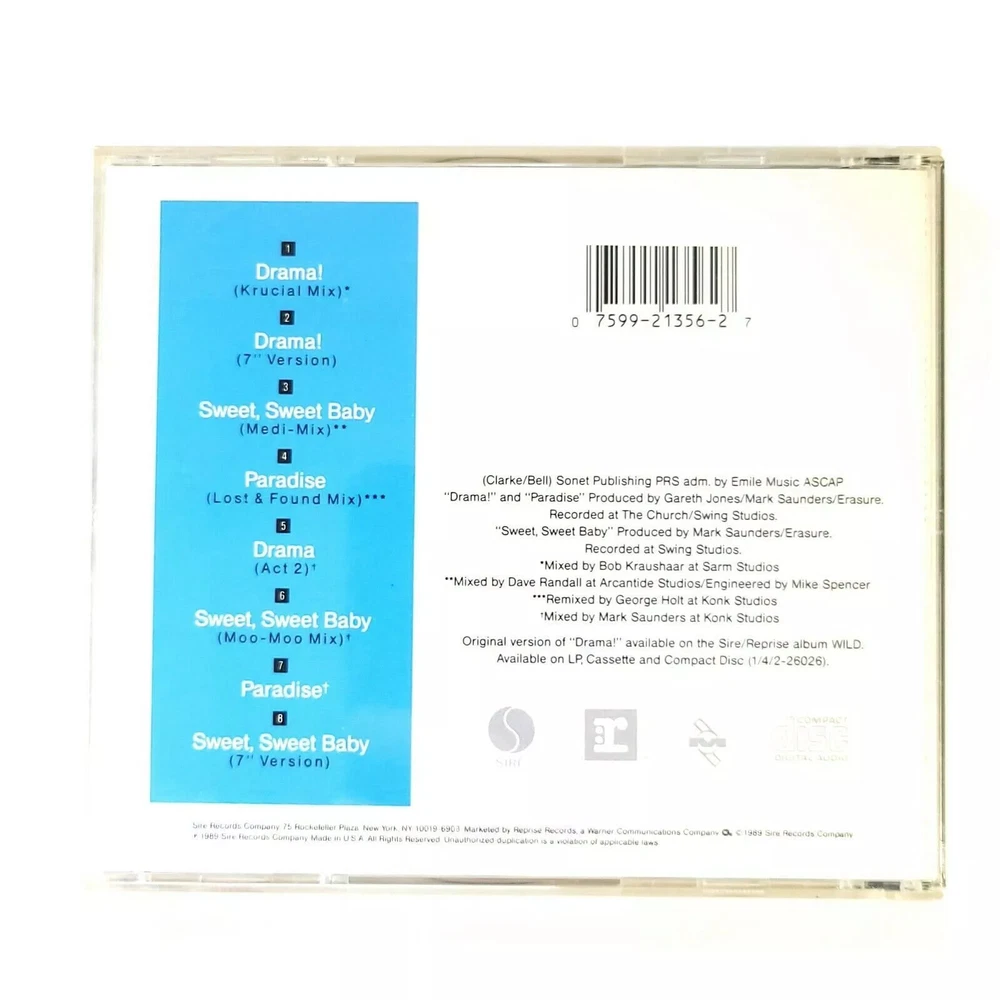 1
Drama!
(Krucial Mix)*
2
Drama!
(7" Version)
3
Sweet, Sweet Baby
(Medi-Mix)**
4
Paradise
(Lost & Found Mix)***
5
Drama
(Act 2)†
6
Sweet, Sweet Baby
(Moo-Moo Mix)†
7
Paradise†
8
Sweet, Sweet Baby
(7" Version)
0 7599-21356-2 7
(Clarke/Bell) Sonet Publishing PRS adm. by Emile Music ASCAP
"Drama!" and "Paradise" Produced by Gareth Jones/Mark Saunders/Erasure.
Recorded at The Church/Swing Studios.
"Sweet, Sweet Baby" Produced by Mark Saunders/Erasure.
Recorded at Swing Studios.
*Mixed by Bob Kraushaar at Sarm Studios
**Mixed by Dave Randall at Arcantide Studios/Engineered by Mike Spencer
***Remixed by George Holt at Konk Studios
†Mixed by Mark Saunders at Konk Studios
Original version of "Drama!" available on the Sire/Reprise album WILD.
Available on LP, Cassette and Compact Disc (1/4/2-26026).
SIRE
r
COMPACT
disc
DIGITAL AUDIO
Sire Records Company, 75 Rockefeller Plaza, New York, NY 10019-6903. Marketed by Reprise Records, a Warner Communications Company. © 1989 Sire Records Company
℗ 1989 Sire Records Company. Made in U.S.A. All Rights Reserved. Unauthorized duplication is a violation of applicable laws.